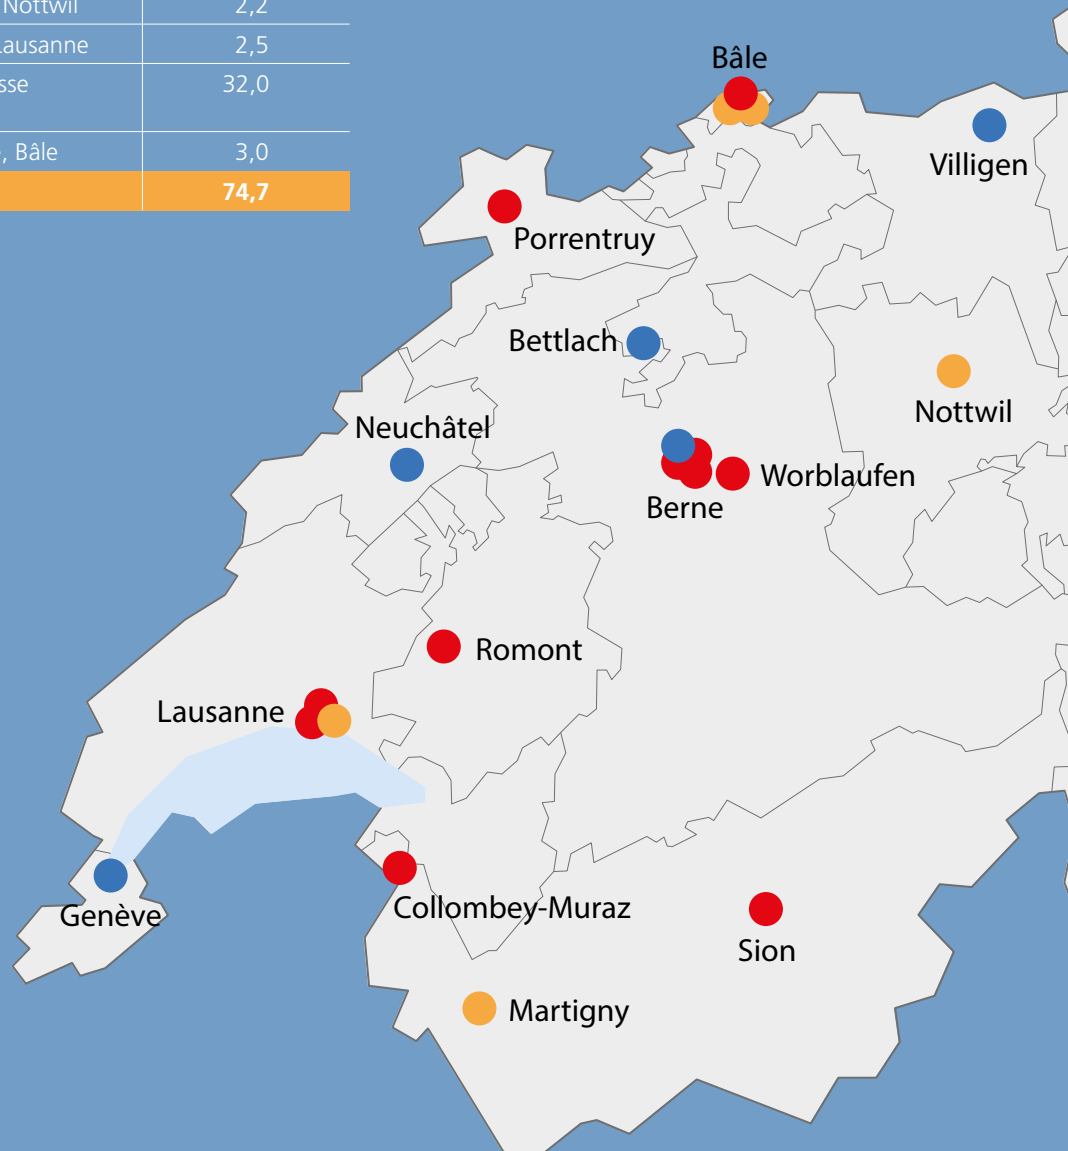 Nottwil 2,2
Lausanne 2,5
sse 32,0
, Bâle 3,0
74,7
Bâle
Villigen
Porrentruy
Bettlach
Nottwil
Neuchâtel
Worblaufen
Berne
Romont
Lausanne
Collombey-Muraz
Genève
Sion
Martigny